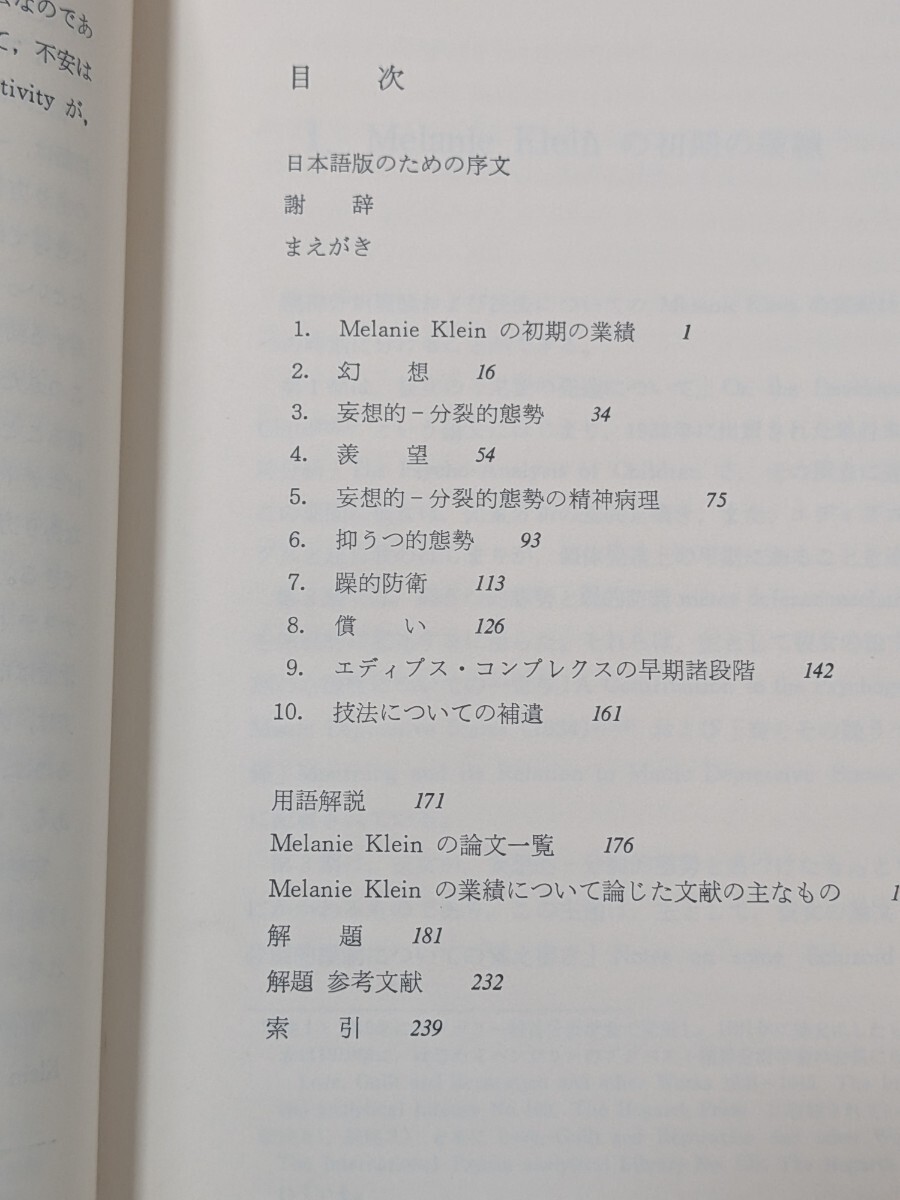 なのであ
て，不安は
tivity が，
目　次
日本語版のための序文
謝　辞
まえがき
1.　Melanie Klein の初期の業績　1
2.　幻　想　16
3.　妄想的−分裂的態勢　34
4.　羨　望　54
5.　妄想的−分裂的態勢の精神病理　75
6.　抑うつ的態勢　93
7.　躁的防衛　113
8.　償　い　126
9.　エディプス・コンプレクスの早期諸段階　142
10.　技法についての補遺　161
用語解説　171
Melanie Klein の論文一覧　176
Melanie Klein の業績について論じた文献の主なもの　1
解　題　181
解題 参考文献　232
索　引　239